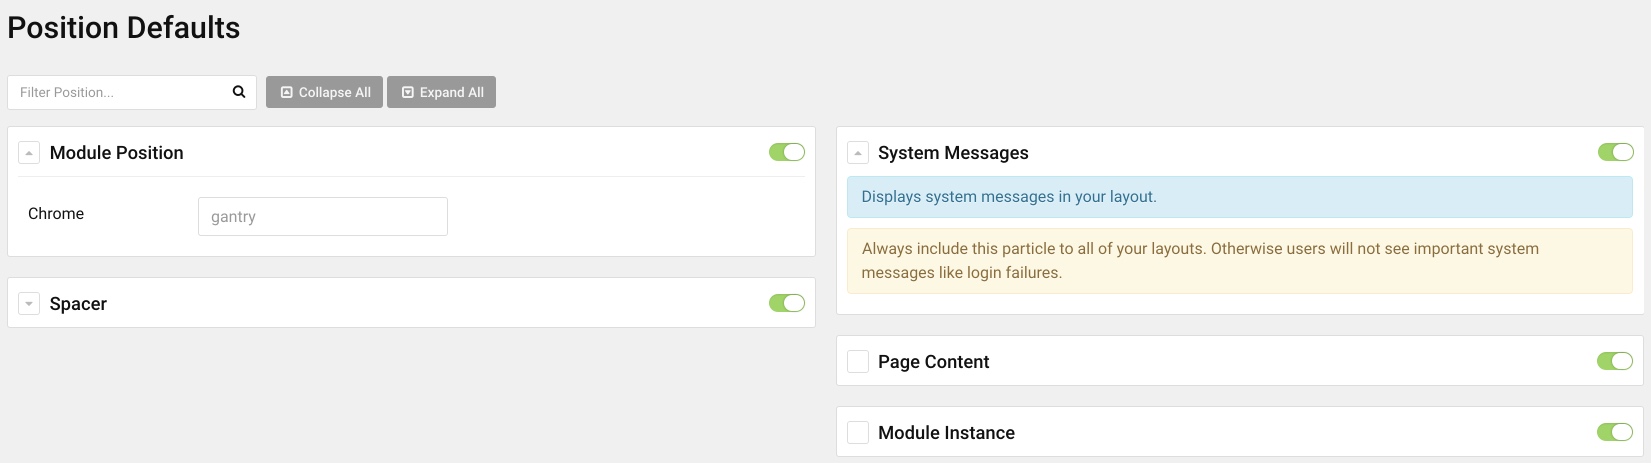 Position Defaults
Filter Position...
Collapse All
Expand All
Module Position
Chrome
gantry
Spacer
System Messages
Displays system messages in your layout.
Always include this particle to all of your layouts. Otherwise users will not see important system
messages like login failures.
Page Content
Module Instance